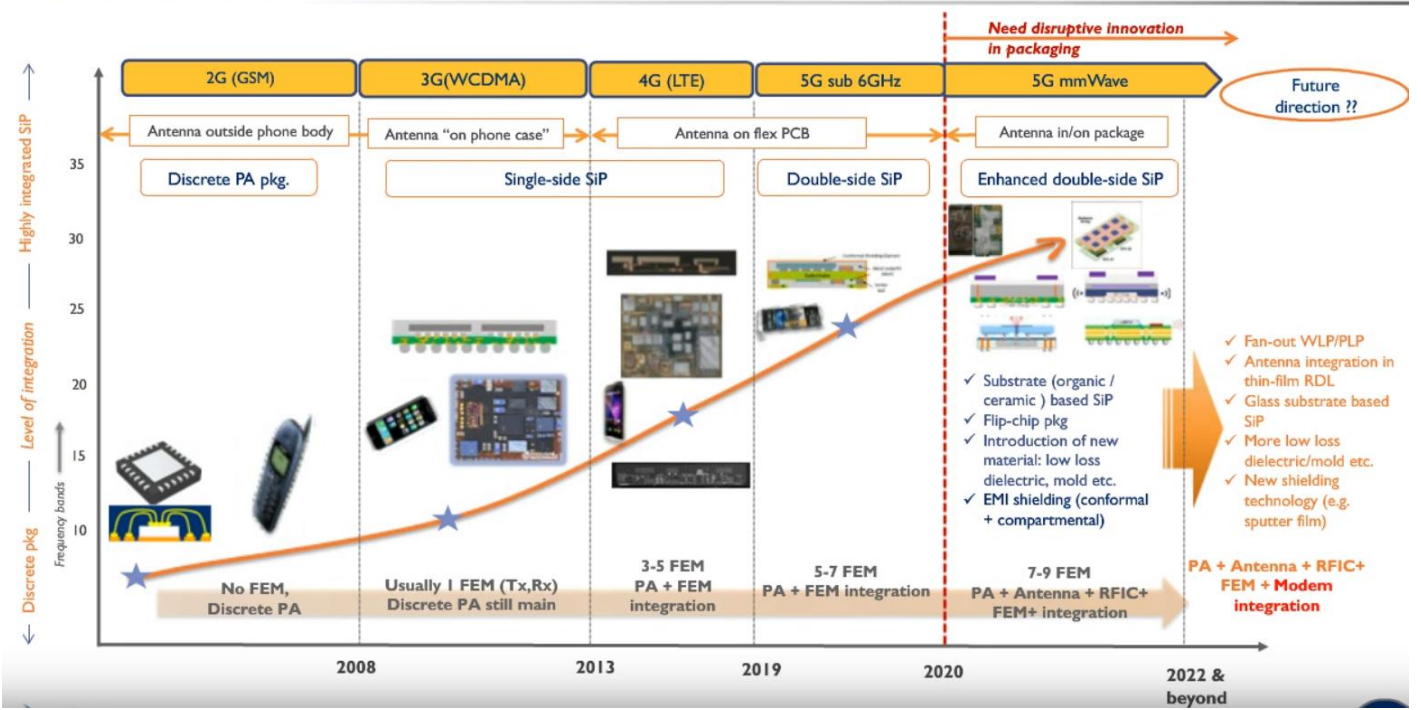 Need disruptive innovation
in packaging
2G (GSM)
3G(WCDMA)
4G (LTE)
5G sub 6GHz
5G mmWave
Future
direction ??
Antenna outside phone body
Antenna “on phone case”
Antenna on flex PCB
Antenna in/on package
Discrete PA pkg.
Single-side SiP
Double-side SiP
Enhanced double-side SiP
Highly integrated SiP
Level of integration
Discrete pkg
Frequency bands
35
30
25
20
15
10
✓ Substrate (organic /
ceramic ) based SiP
✓ Flip-chip pkg
✓ Introduction of new
material: low loss
dielectric, mold etc.
✓ EMI shielding (conformal
+ compartmental)
✓ Fan-out WLP/PLP
✓ Antenna integration in
thin-film RDL
✓ Glass substrate based
SiP
✓ More low loss
dielectric/mold etc.
✓ New shielding
technology (e.g.
sputter film)
No FEM,
Discrete PA
Usually 1 FEM (Tx,Rx)
Discrete PA still main
3-5 FEM
PA + FEM
integration
5-7 FEM
PA + FEM integration
7-9 FEM
PA + Antenna + RFIC+
FEM+ integration
PA + Antenna + RFIC+
FEM + Modem
integration
2008
2013
2019
2020
2022 &
beyond